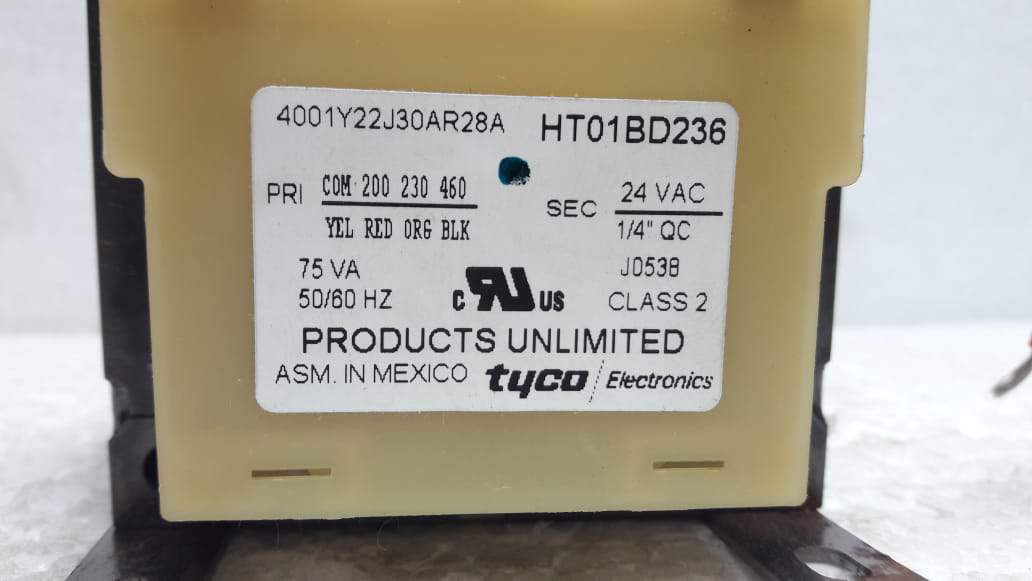 4001Y22J30AR28A HT01BD236
PRI COM 200 230 460
YEL RED ORG BLK
SEC 24 VAC
1/4" QC
75 VA J0538
50/60 HZ C RU US CLASS 2
PRODUCTS UNLIMITED
ASM. IN MEXICO tyco / Electronics